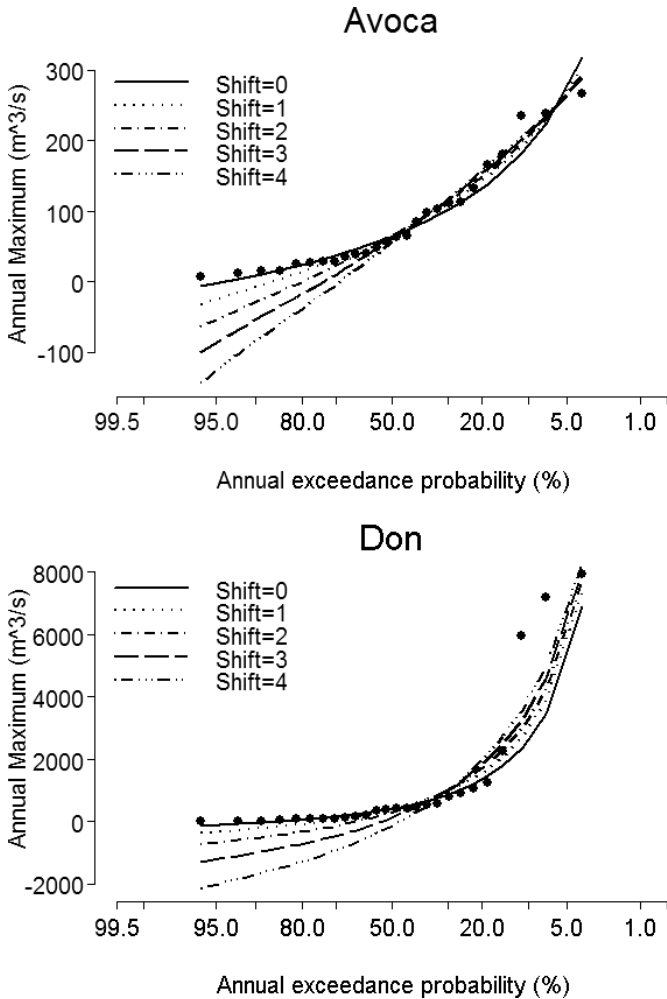 Avoca
Annual Maximum (m^3/s)
300
200
100
0
-100
Shift=0
Shift=1
Shift=2
Shift=3
Shift=4
99.5 95.0 80.0 50.0 20.0 5.0 1.0
Annual exceedance probability (%)
Don
Annual Maximum (m^3/s)
8000
6000
4000
2000
0
-2000
Shift=0
Shift=1
Shift=2
Shift=3
Shift=4
99.5 95.0 80.0 50.0 20.0 5.0 1.0
Annual exceedance probability (%)